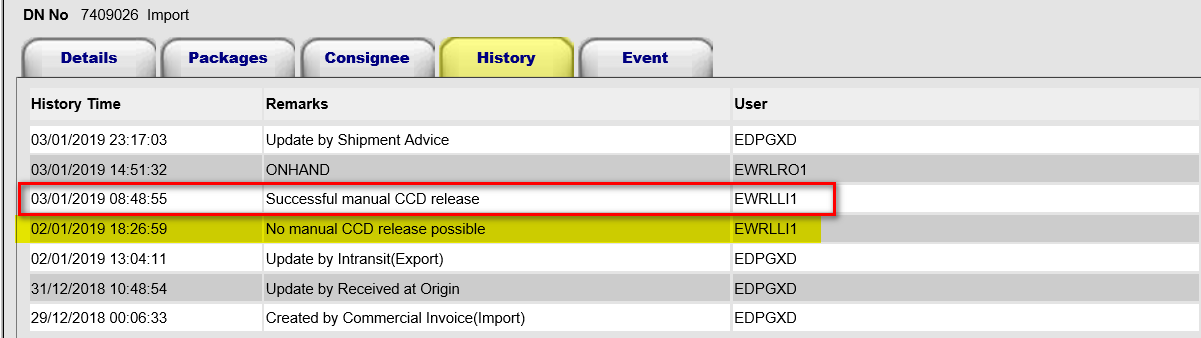 DN No 7409026 Import
Details Packages Consignee History Event
History Time Remarks User
03/01/2019 23:17:03 Update by Shipment Advice EDPGXD
03/01/2019 14:51:32 ONHAND EWRLRO1
03/01/2019 08:48:55 Successful manual CCD release EWRLLI1
02/01/2019 18:26:59 No manual CCD release possible EWRLLI1
02/01/2019 13:04:11 Update by Intransit(Export) EDPGXD
31/12/2018 10:48:54 Update by Received at Origin EDPGXD
29/12/2018 00:06:33 Created by Commercial Invoice(Import) EDPGXD